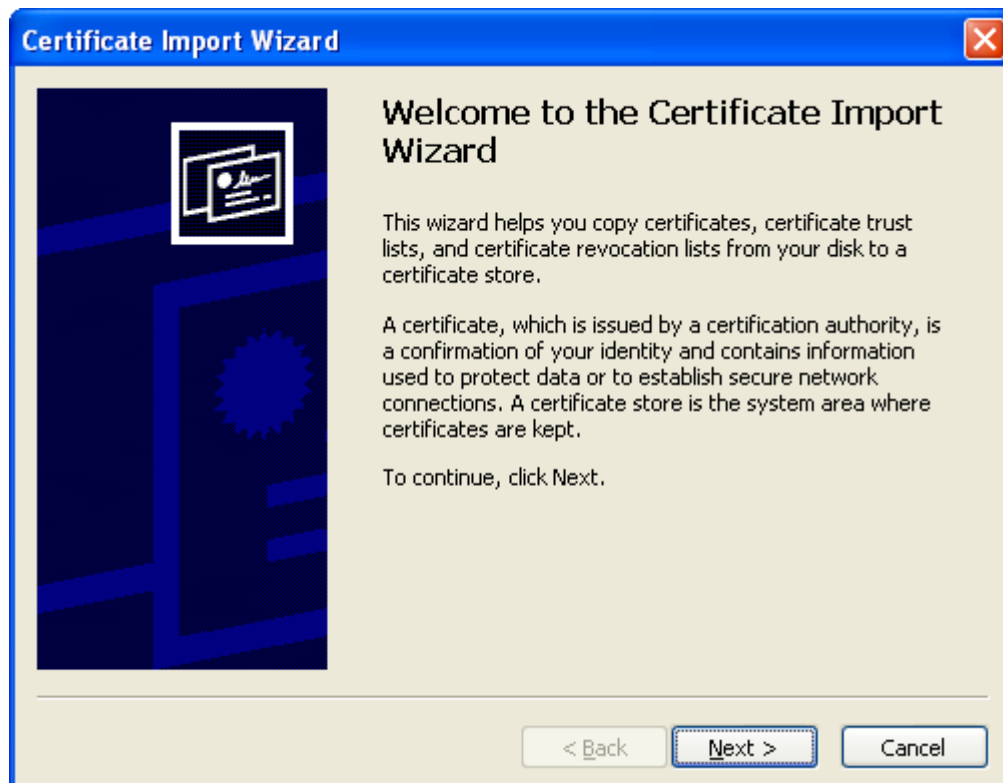 Certificate Import Wizard
Welcome to the Certificate Import
Wizard
This wizard helps you copy certificates, certificate trust
lists, and certificate revocation lists from your disk to a
certificate store.
A certificate, which is issued by a certification authority, is
a confirmation of your identity and contains information
used to protect data or to establish secure network
connections. A certificate store is the system area where
certificates are kept.
To continue, click Next.
< Back
Next >
Cancel